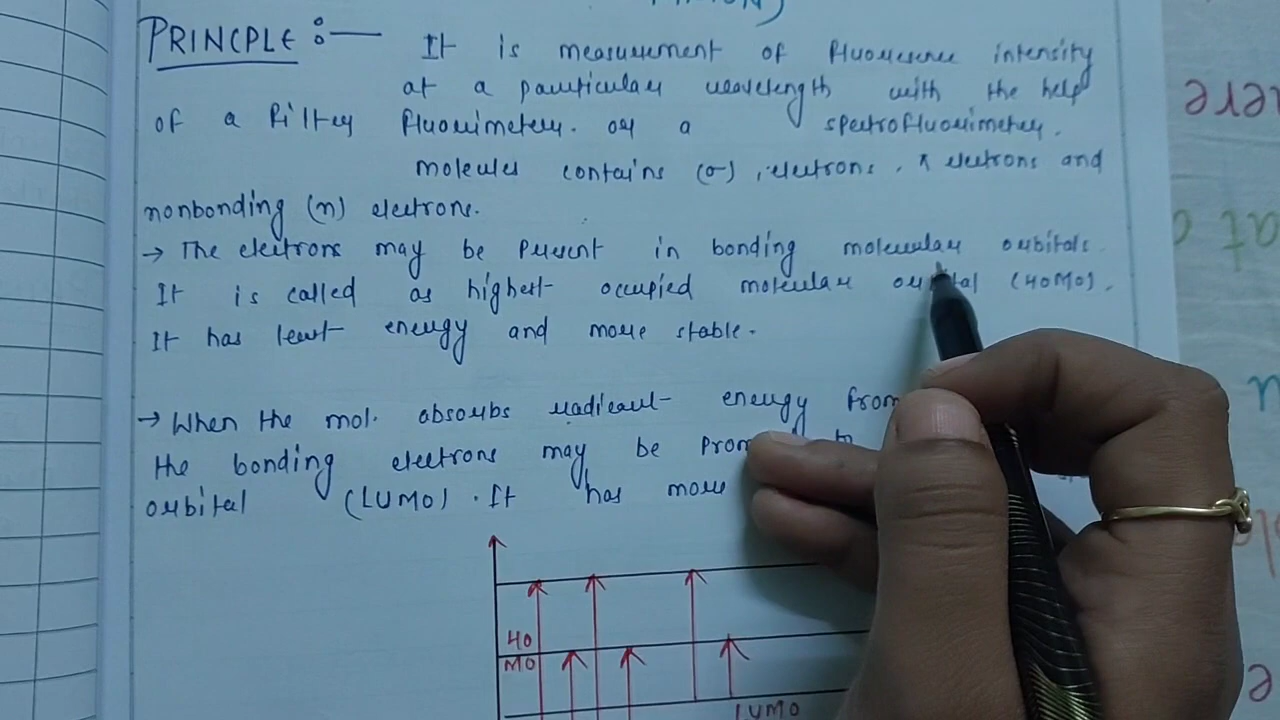 PRINCPLE :— It is measurement of fluorescence intensity
at a particular wavelength with the help
of a filter fluorimeter. or a spectrofluorimeter.
molecules contains (σ) electrons, π electrons and
nonbonding (n) electrons.
→ The electrons may be present in bonding molecular orbitals.
It is called as highest occupied molecular orbital (HOMO).
It has least energy and more stable.
→ When the mol. absorbs radiant energy from
the bonding electrons may be prom to
orbital (LUMO). It has more
HO
MO
LUMO